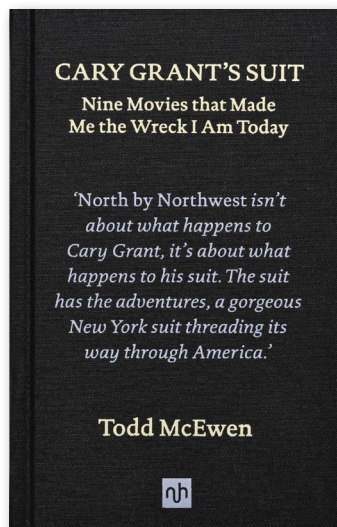 CARY GRANT'S SUIT
Nine Movies that Made
Me the Wreck I Am Today
‘North by Northwest isn’t
about what happens to
Cary Grant, it’s about what
happens to his suit. The suit
has the adventures, a gorgeous
New York suit threading its
way through America.’
Todd McEwen
nh